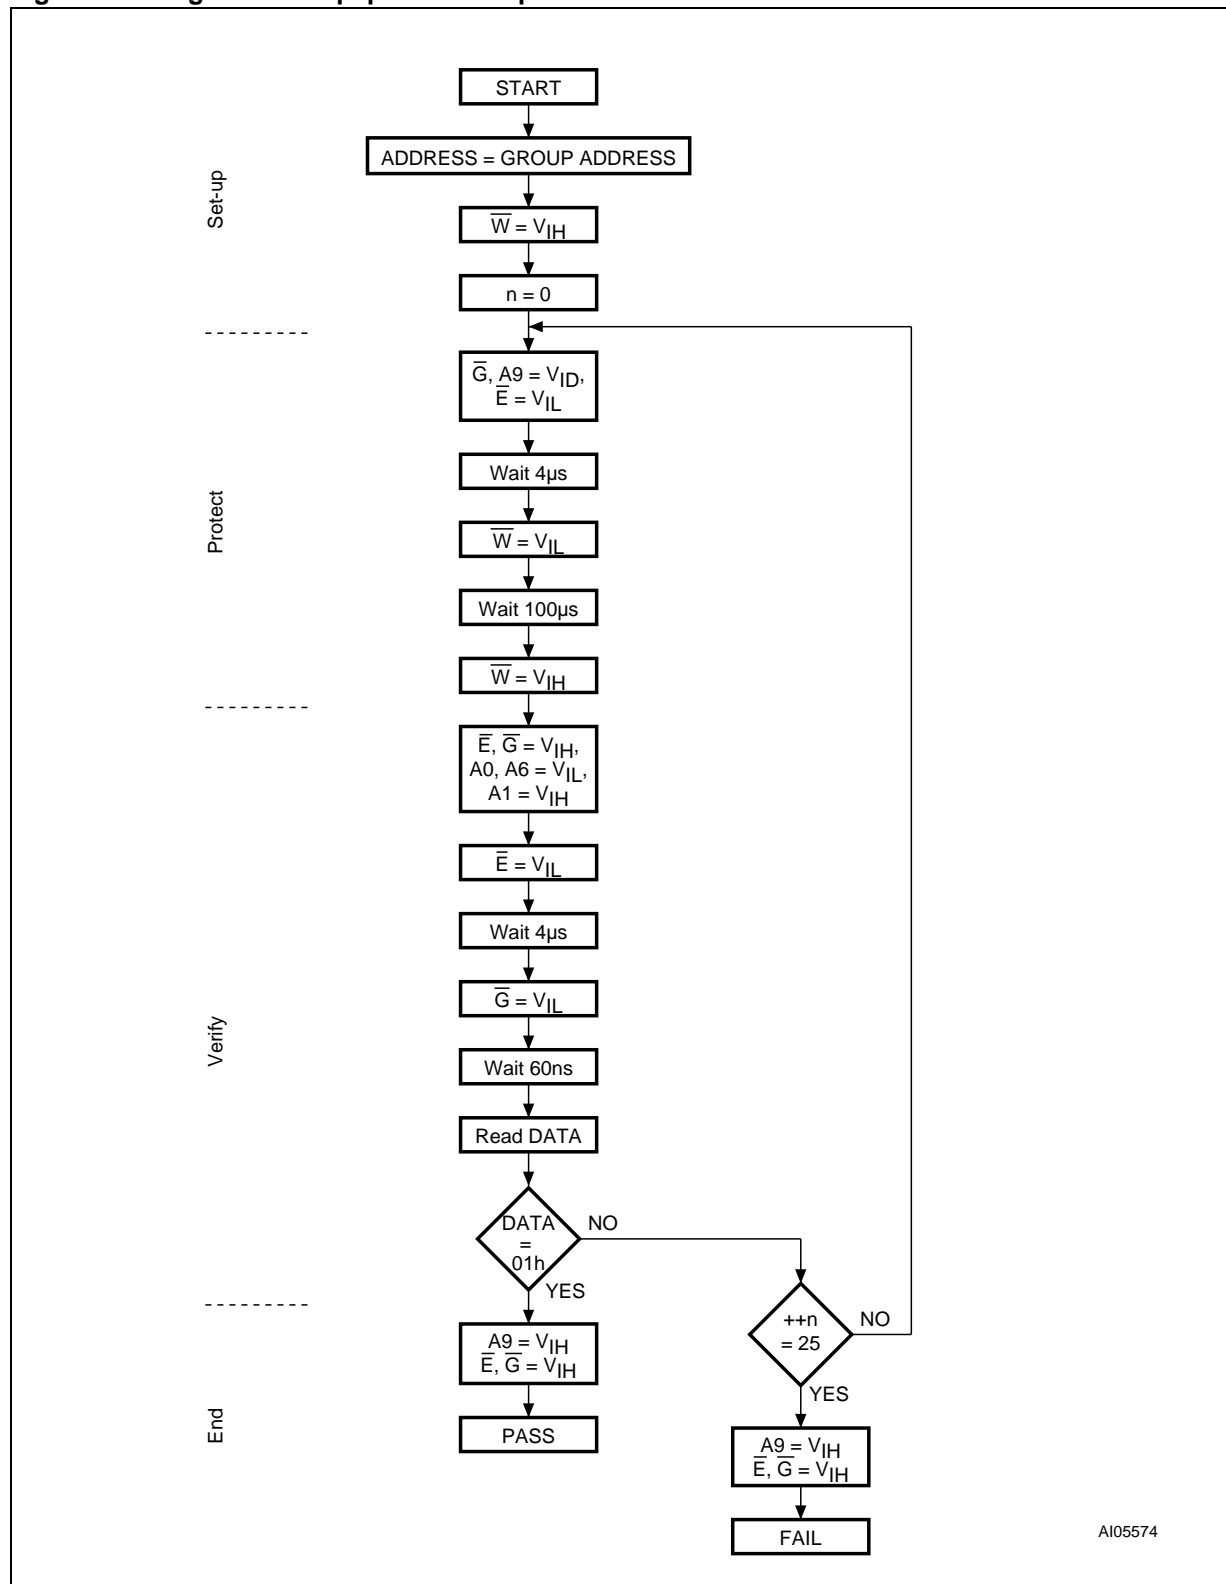 START
ADDRESS = GROUP ADDRESS
Set-up
W̅ = VIH
n = 0
G̅, A9 = VID,
E̅ = VIL
Wait 4µs
Protect
W̅ = VIL
Wait 100µs
W̅ = VIH
E̅, G̅ = VIH,
A0, A6 = VIL,
A1 = VIH
E̅ = VIL
Wait 4µs
G̅ = VIL
Verify
Wait 60ns
Read DATA
DATA
=
01h
NO
YES
++n
= 25
NO
YES
A9 = VIH
E̅, G̅ = VIH
End
PASS
A9 = VIH
E̅, G̅ = VIH
FAIL
AI05574